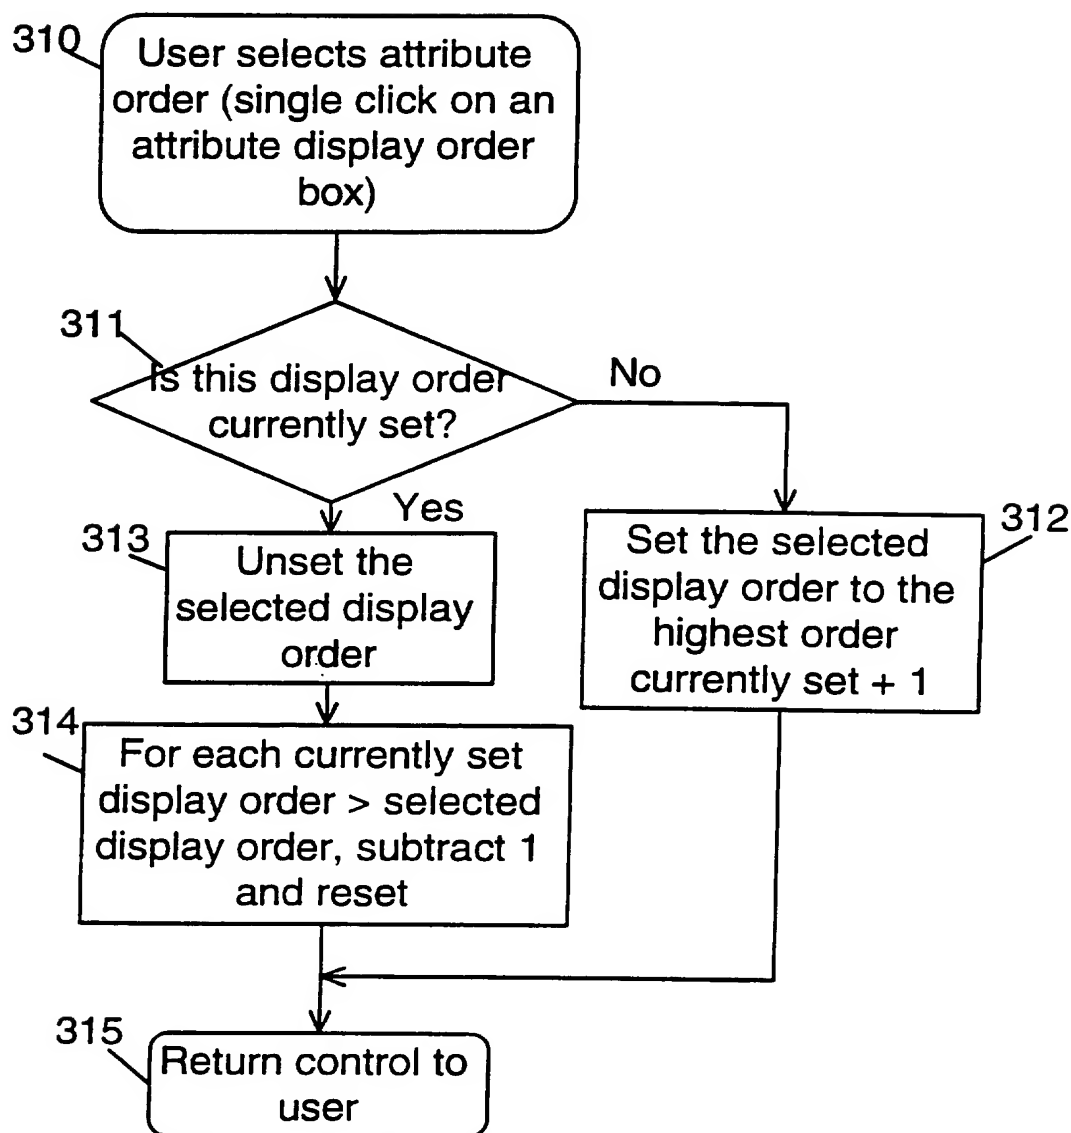 310
User selects attribute
order (single click on an
attribute display order
box)
311
Is this display order
currently set?
No
Yes
313
Unset the
selected display
order
312
Set the selected
display order to the
highest order
currently set + 1
314
For each currently set
display order > selected
display order, subtract 1
and reset
315
Return control to
user